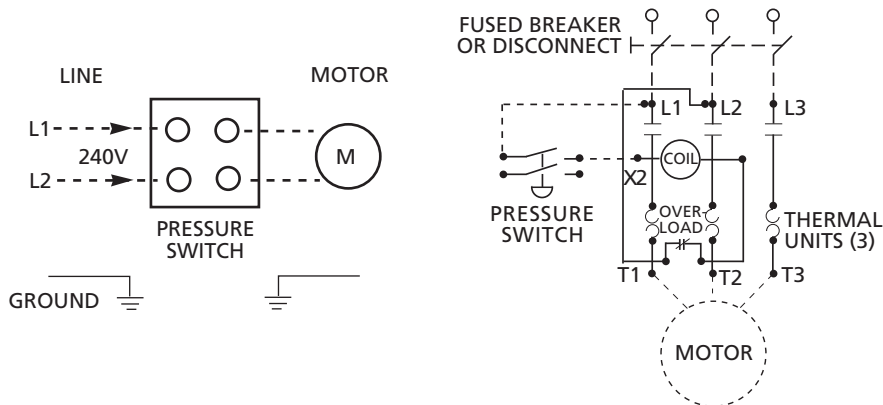 LINE
MOTOR
L1
240V
L2
M
PRESSURE
SWITCH
GROUND
FUSED BREAKER
OR DISCONNECT
L1
L2
L3
COIL
X2
PRESSURE
SWITCH
OVER-
LOAD
THERMAL
UNITS (3)
T1
T2
T3
MOTOR